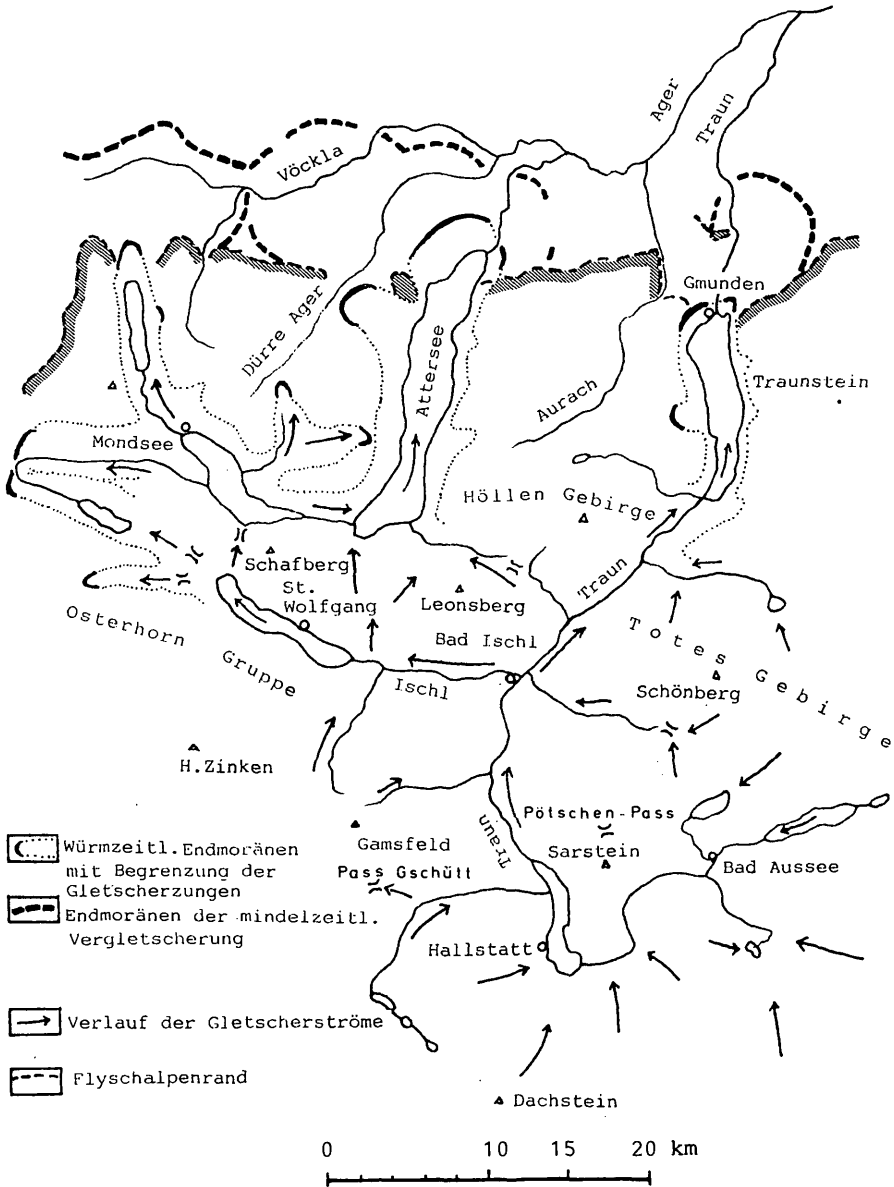 Ager
Traun
Vöckla
Gmunden
Dürre Ager
Attersee
Traunstein
Aurach
Mondsee
Höllen Gebirge
Schafberg
St.
Wolfgang
Leonsberg
Traun
Osterhorn
Gruppe
Bad Ischl
Ischl
Totes Gebirge
Schönberg
H.Zinken
Pötschen-Pass
Gamsfeld
Traun
Sarstein
Pass Gschütt
Bad Aussee
Hallstatt
Dachstein
Würmzeitl.Endmoränen
mit Begrenzung der
Gletscherzungen
Endmoränen der mindelzeitl.
Vergletscherung
Verlauf der Gletscherströme
Flyschalpenrand
0 10 15 20 km